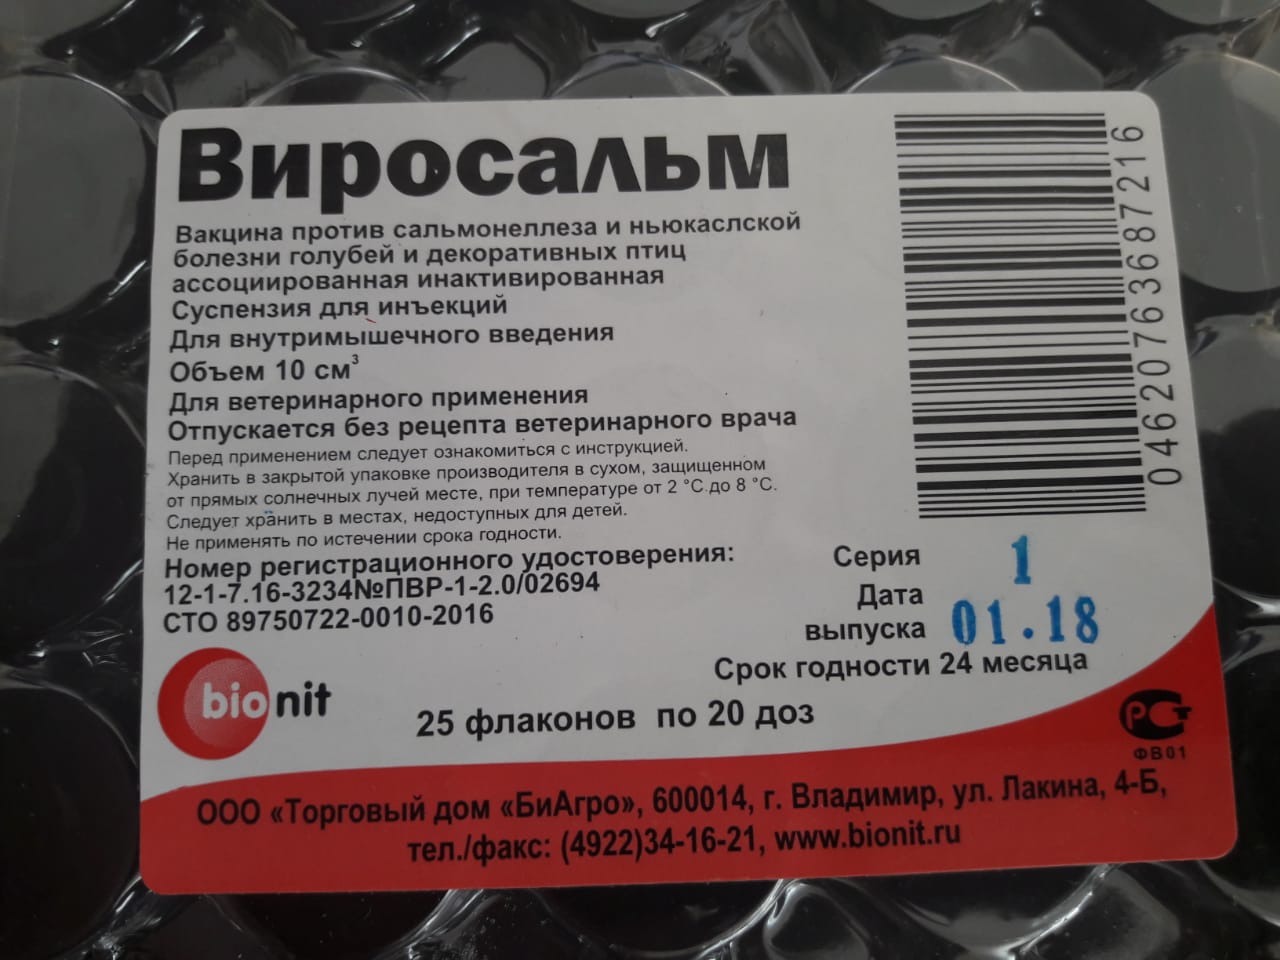 Виросальм
Вакцина против сальмонеллеза и ньюкаслской
болезни голубей и декоративных птиц
ассоциированная инактивированная
Суспензия для инъекций
Для внутримышечного введения
Объем 10 см³
Для ветеринарного применения
Отпускается без рецепта ветеринарного врача
Перед применением следует ознакомиться с инструкцией.
Хранить в закрытой упаковке производителя в сухом, защищенном
от прямых солнечных лучей месте, при температуре от 2 °С до 8 °С.
Следует хранить в местах, недоступных для детей.
Не применять по истечении срока годности.
Номер регистрационного удостоверения:
12-1-7.16-3234№ПВР-1-2.0/02694
СТО 89750722-0010-2016
04620763687216
Серия 1
Дата
выпуска 01.18
Срок годности 24 месяца
bionit
25 флаконов по 20 доз
РСТ
ФВ01
ООО «Торговый дом «БиАгро», 600014, г. Владимир, ул. Лакина, 4-Б,
тел./факс: (4922)34-16-21, www.bionit.ru